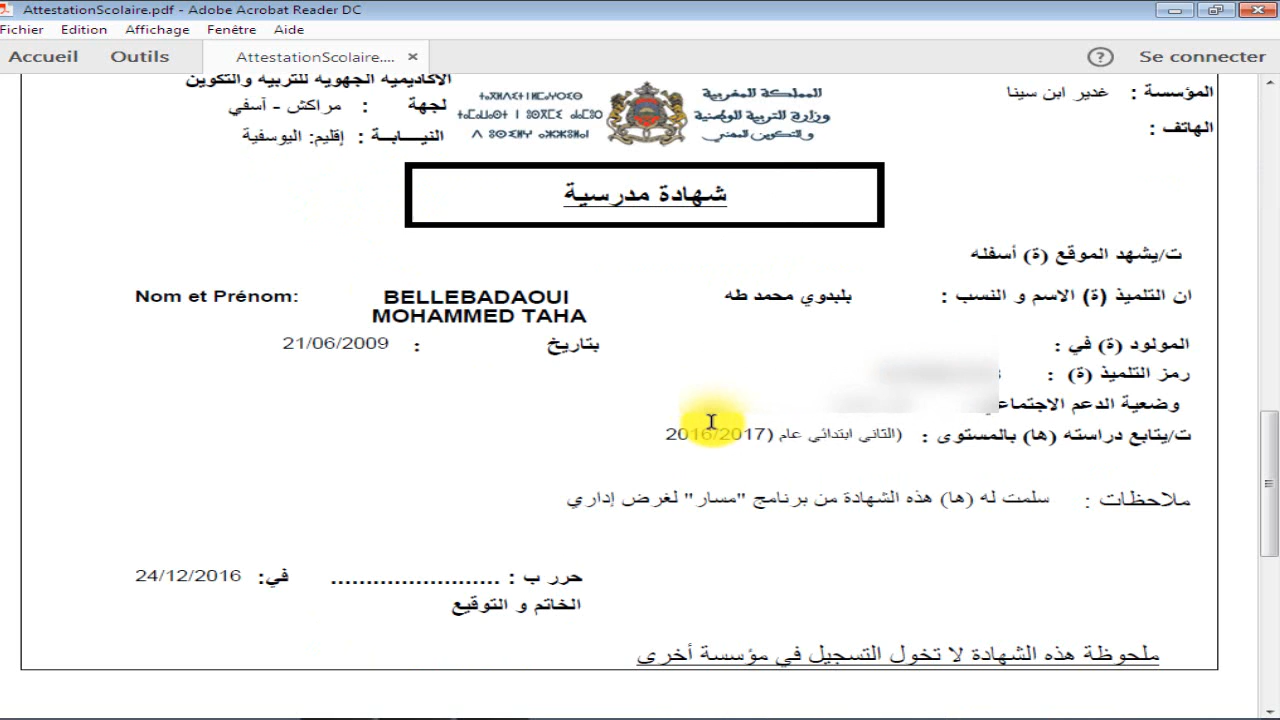 AttestationScolaire.pdf - Adobe Acrobat Reader DC
Fichier Edition Affichage Fenêtre Aide
Accueil Outils AttestationScolaire.... × ? Se connecter
الأكاديمية الجهوية للتربية والتكوين
لجهة : مراكش - آسفي
النيـــابــة : إقليم: اليوسفية
المملكة المغربية
وزارة التربية الوطنية
والتكوين المهني
ⵜⴰⴳⵍⴷⵉⵜ ⵏ ⵍⵎⵖⵔⵉⴱ
المؤسسة : غدير ابن سينا
الهاتف :
شهادة مدرسية
ت/يشهد الموقع (ة) أسفله
ان التلميذ (ة) الاسم و النسب : بلبدوي محمد طه
Nom et Prénom: BELLEBADAOUI
MOHAMMED TAHA
المولود (ة) في : بتاريخ : 21/06/2009
رمز التلميذ (ة) :
وضعية الدعم الاجتماعي
ت/يتابع دراسته (ها) بالمستوى : (الثاني ابتدائي عام (2016/2017
ملاحظات : سلمت له (ها) هذه الشهادة من برنامج "مسار" لغرض إداري
حرر ب : ........................ في: 24/12/2016
الخاتم و التوقيع
ملحوظة هذه الشهادة لا تخول التسجيل في مؤسسة أخرى